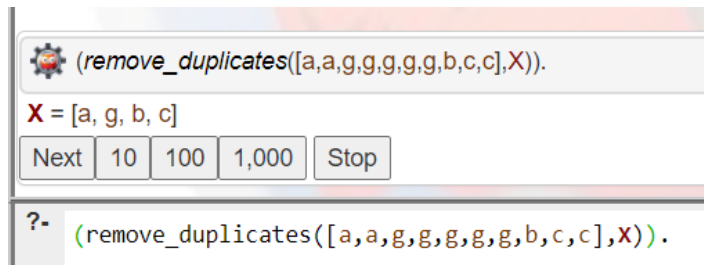 (remove_duplicates([a,a,g,g,g,g,g,b,c,c],X)).
X = [a, g, b, c]
Next 10 100 1,000 Stop
?- (remove_duplicates([a,a,g,g,g,g,g,b,c,c],X)).